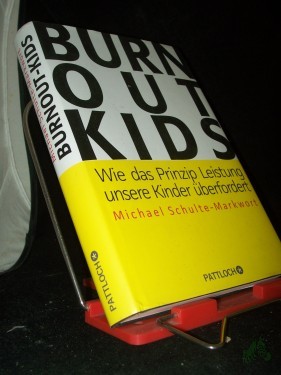 BURN
OUT
KIDS
Wie das Prinzip Leistung
unsere Kinder überfordert
Michael Schulte-Markwort
PATTLOCH
BURNOUT-KIDS
PATTLOCH